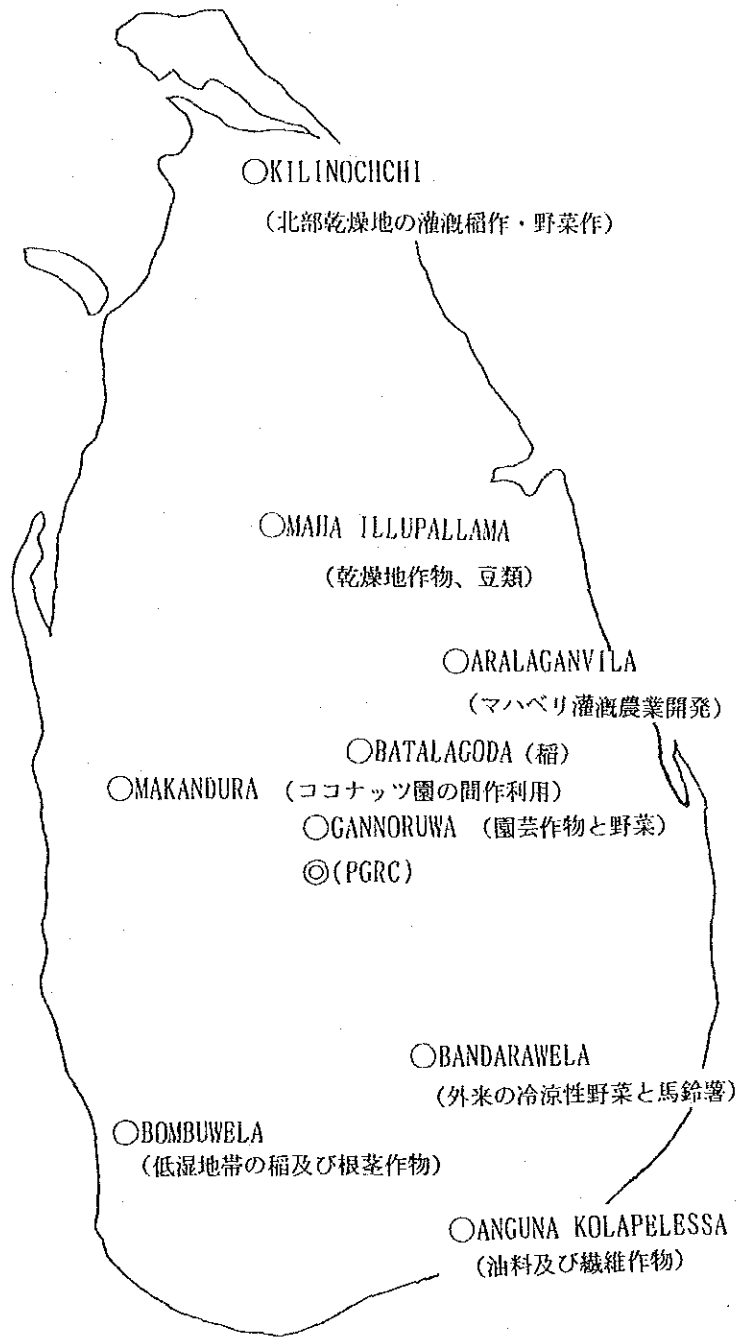 ○KILINOCHCHI
(北部乾燥地の灌漑稲作・野菜作)
○MAHA ILLUPALLAMA
(乾燥地作物、豆類)
○ARALAGANVILA
(マハベリ灌漑農業開発)
○BATALAGODA (稲)
○MAKANDURA (ココナッツ園の間作利用)
○GANNORUWA (園芸作物と野菜)
◎(PGRC)
○BANDARAWELA
(外来の冷涼性野菜と馬鈴薯)
○BOMBUWELA
(低湿地帯の稲及び根茎作物)
○ANGUNA KOLAPELESSA
(油料及び繊維作物)